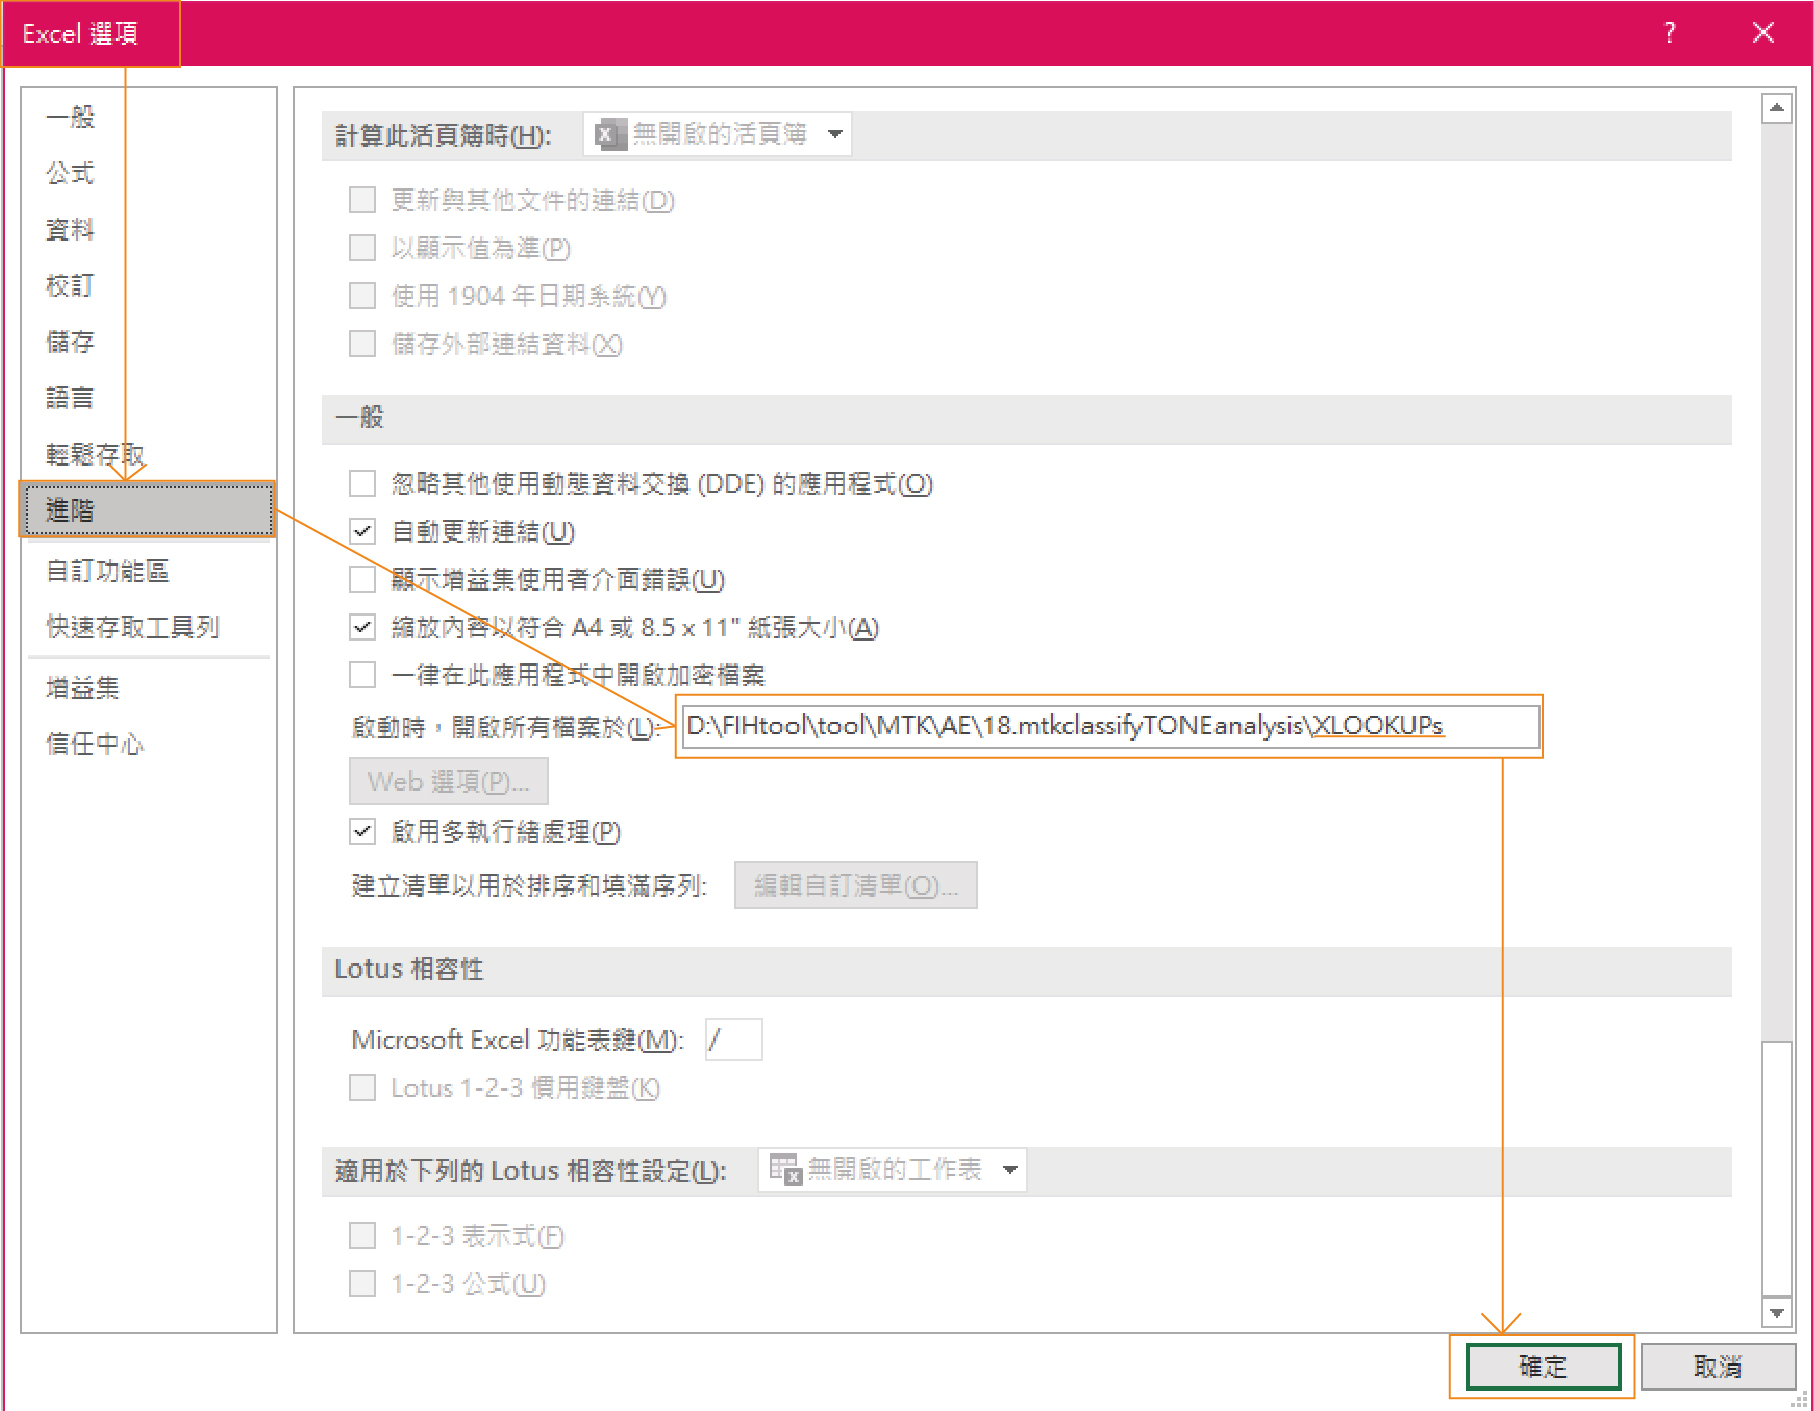 Excel 選項
?
一般
公式
資料
校訂
儲存
語言
輕鬆存取
進階
自訂功能區
快速存取工具列
增益集
信任中心
計算此活頁簿時(H): 無開啟的活頁簿
更新與其他文件的連結(D)
以顯示值為準(P)
使用 1904 年日期系統(Y)
儲存外部連結資料(X)
一般
忽略其他使用動態資料交換 (DDE) 的應用程式(O)
自動更新連結(U)
顯示增益集使用者介面錯誤(U)
縮放內容以符合 A4 或 8.5 x 11" 紙張大小(A)
一律在此應用程式中開啟加密檔案
啟動時，開啟所有檔案於(L): D:\FIHtool\tool\MTK\AE\18.mtkclassifyTONEanalysis\XLOOKUPs
Web 選項(P)...
啟用多執行緒處理(P)
建立清單以用於排序和填滿序列: 編輯自訂清單(O)...
Lotus 相容性
Microsoft Excel 功能表鍵(M): /
Lotus 1-2-3 慣用鍵盤(K)
適用於下列的 Lotus 相容性設定(L): 無開啟的工作表
1-2-3 表示式(F)
1-2-3 公式(U)
確定 取消